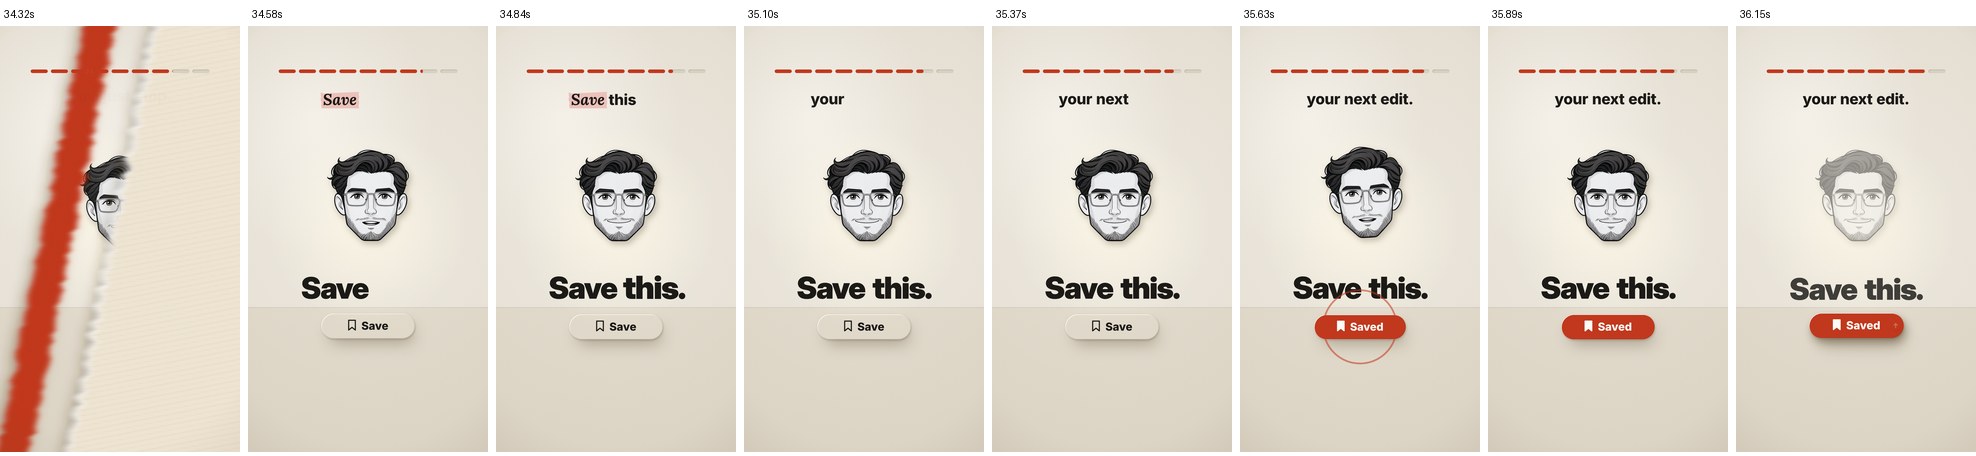 34.32s
34.58s
34.84s
35.10s
35.37s
35.63s
35.89s
36.15s
Save
Save this
your
your next
your next edit.
your next edit.
your next edit.
Save
Save this.
Save this.
Save this.
Save this.
Save this.
Save this.
Save
Save
Save
Save
Saved
Saved
Saved